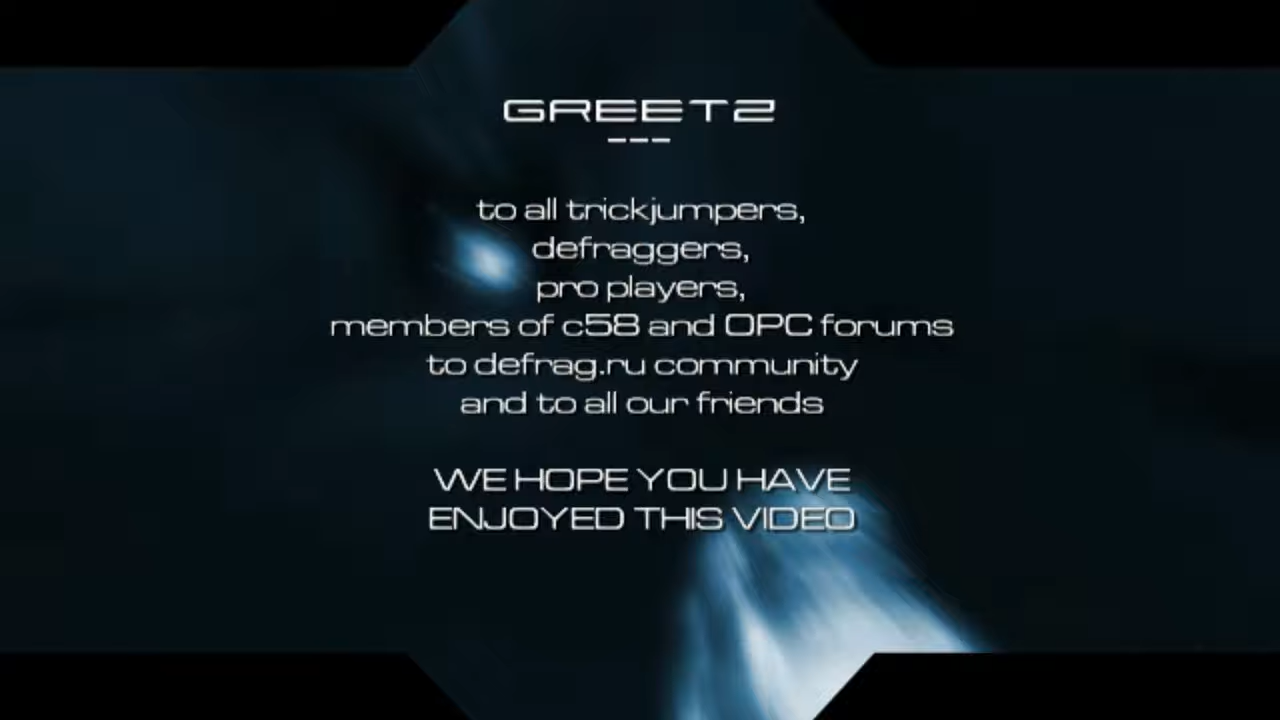 GREETZ
---
to all trickjumpers,
defraggers,
pro players,
members of c58 and OPC forums
to defrag.ru community
and to all our friends
WE HOPE YOU HAVE
ENJOYED THIS VIDEO